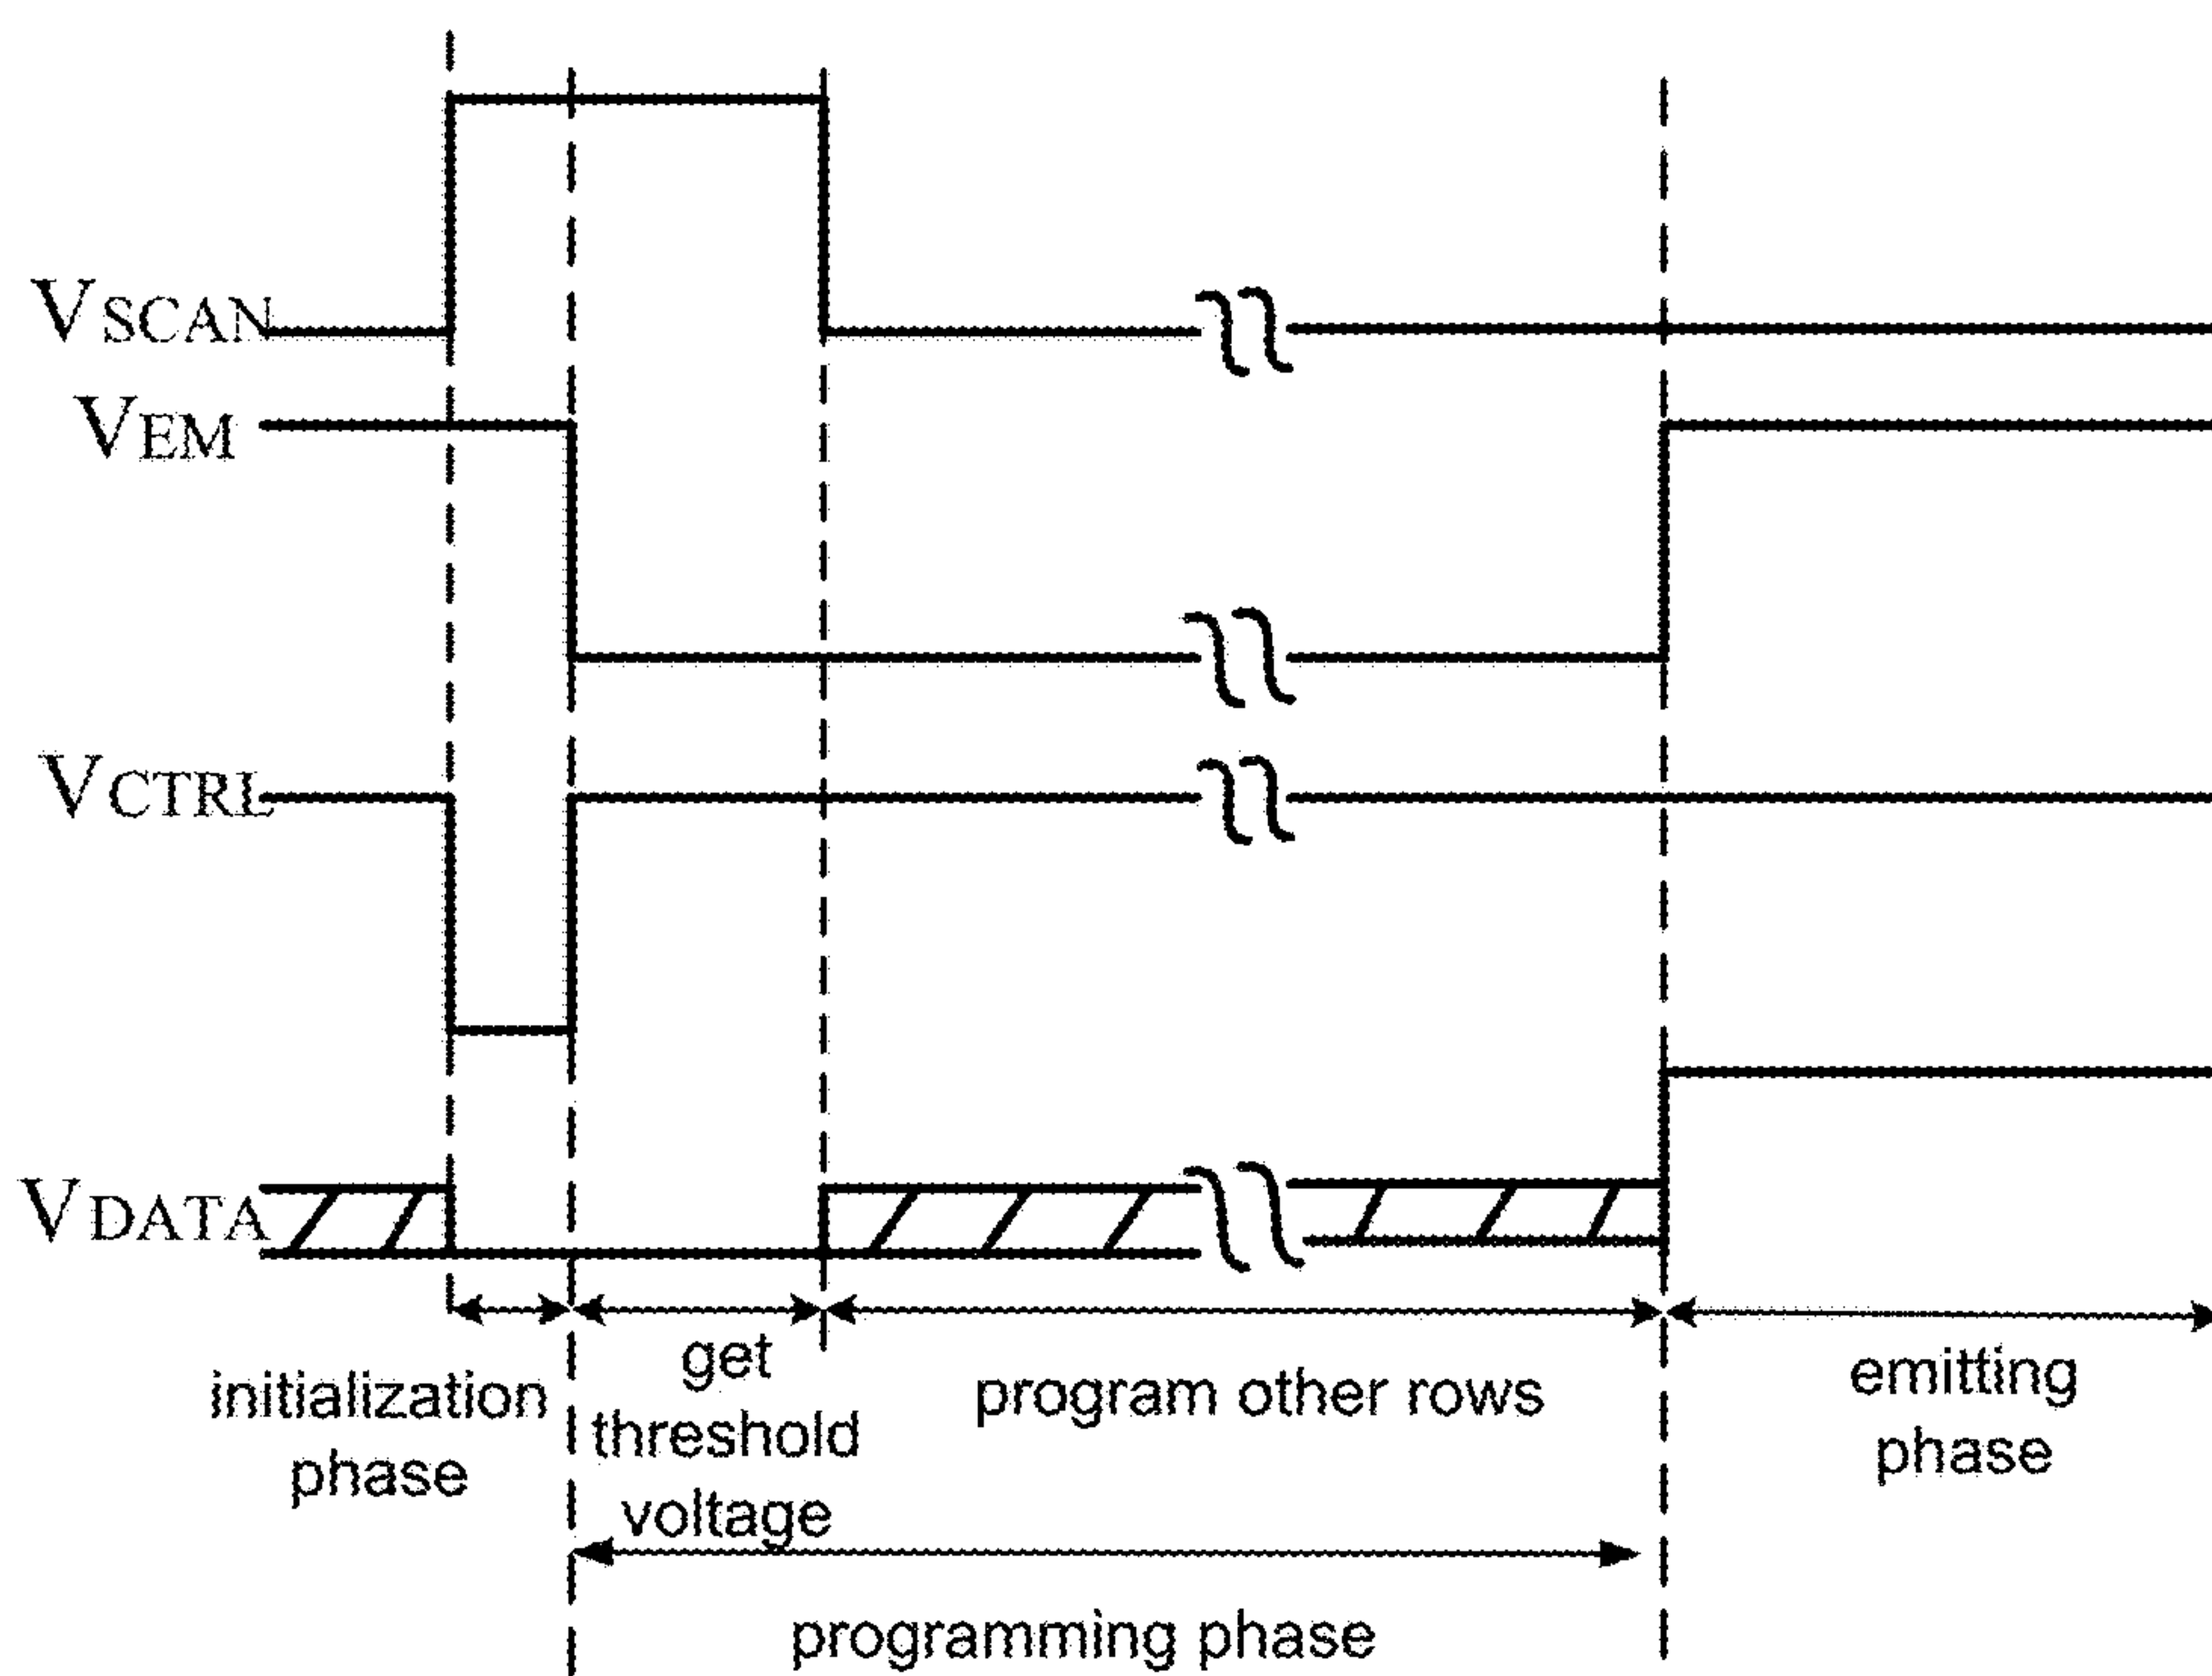 VSCAN
VEM
VCTRL
VDATA
initialization
phase
get
threshold
voltage
program other rows
emitting
phase
programming phase